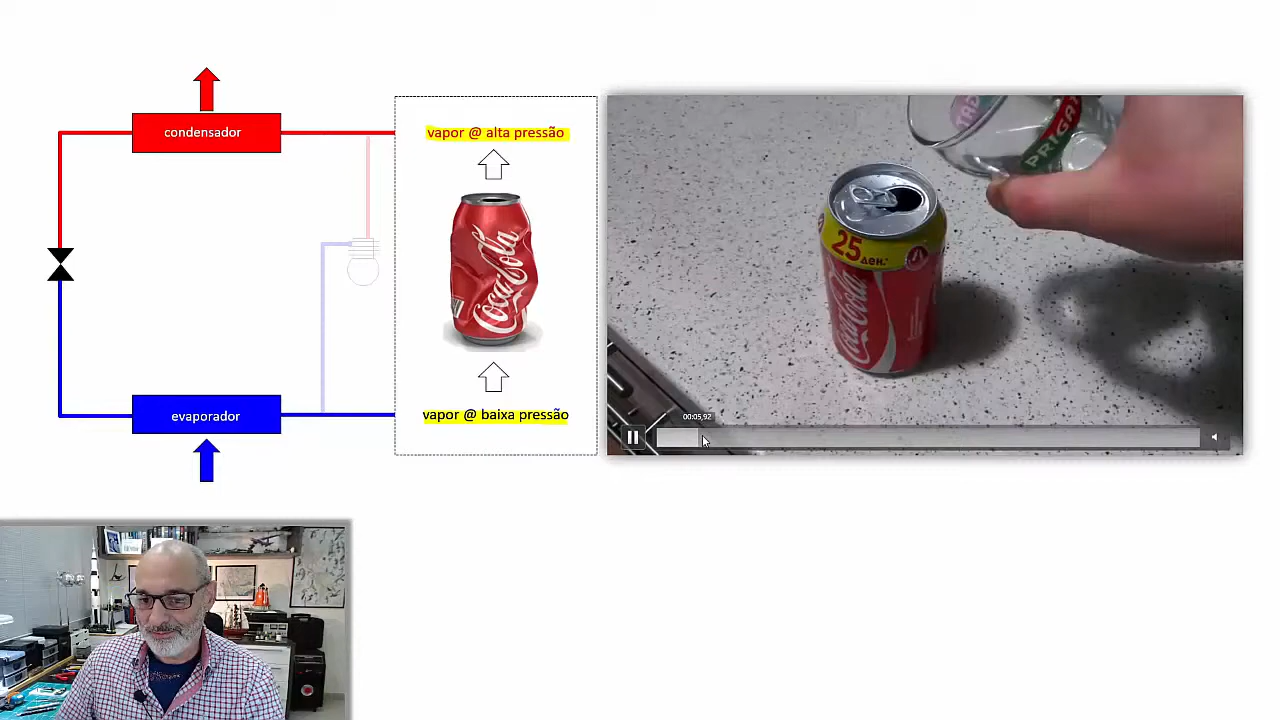 condensador
vapor @ alta pressão
Coca-Cola
evaporador
vapor @ baixa pressão
25
ден.
Coca-Cola
00:05,92